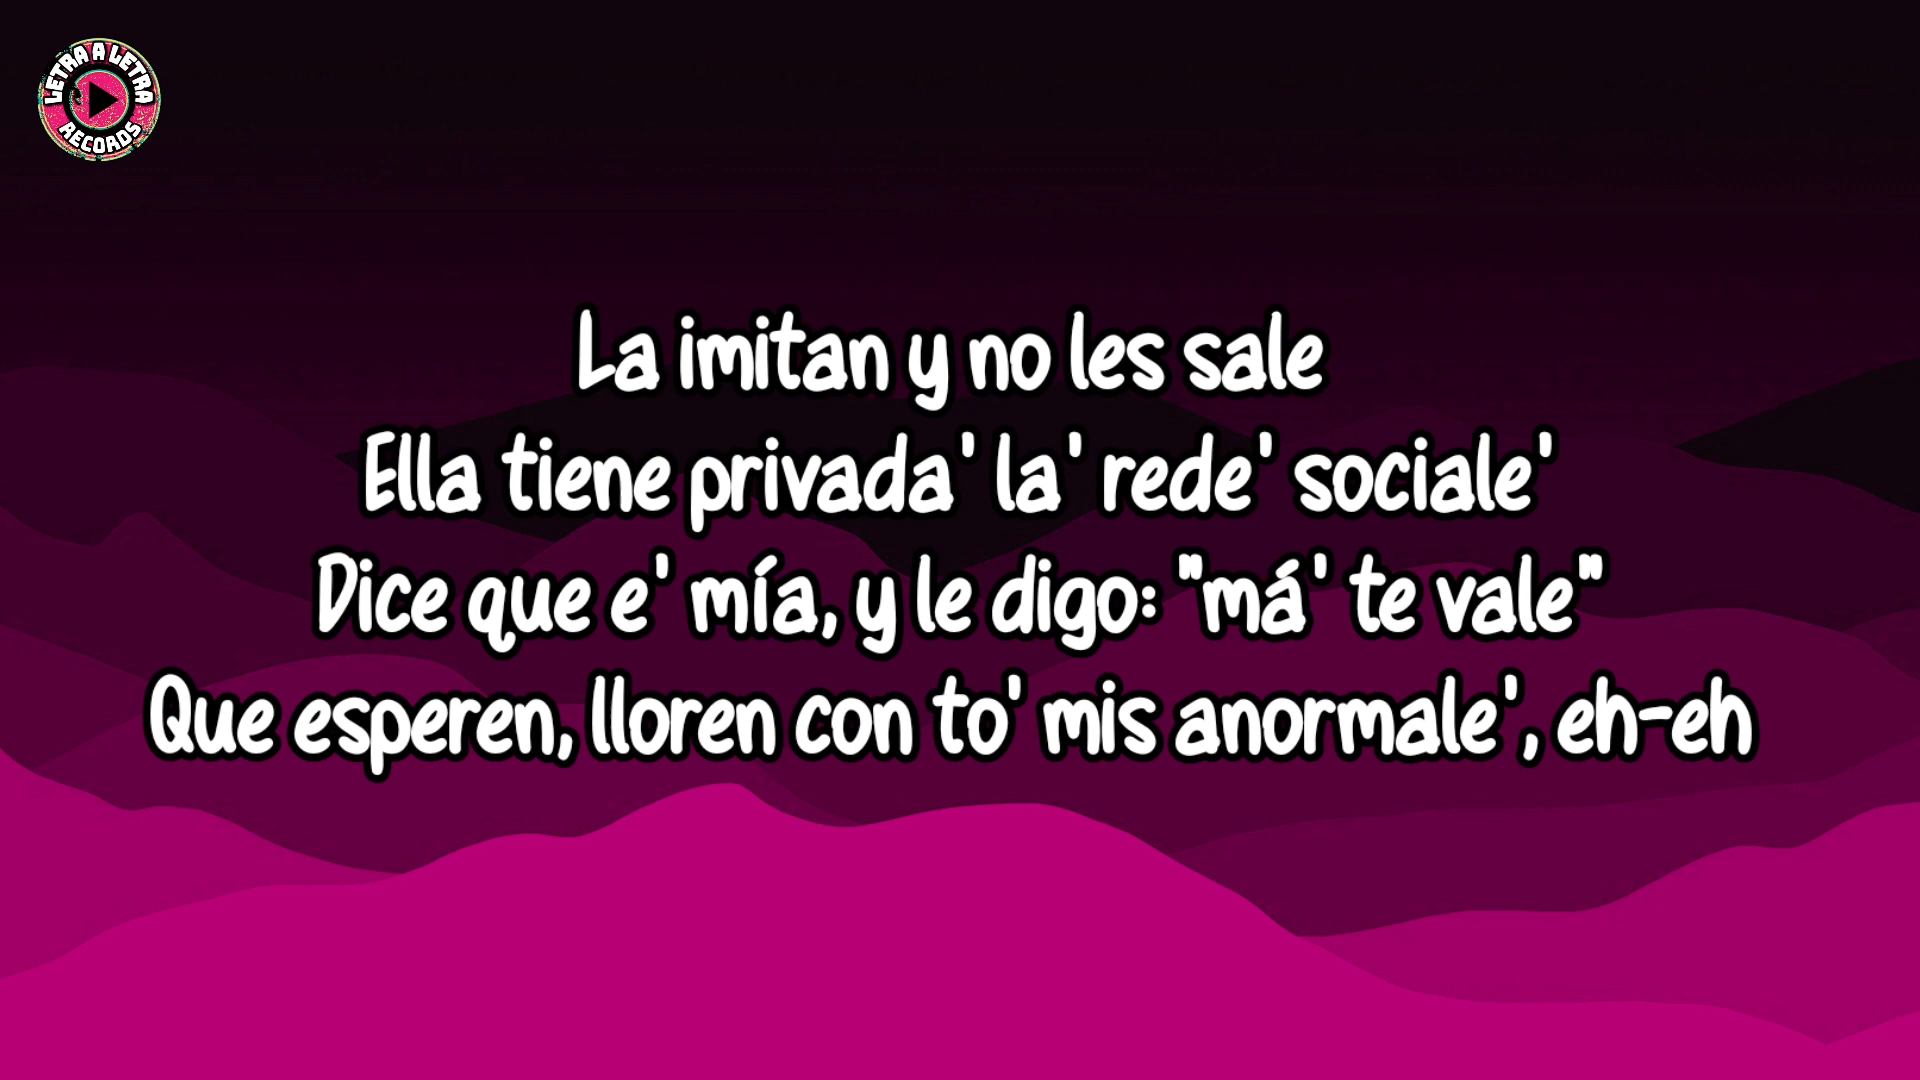 LETRA A LETRA
RECORDS
La imitan y no les sale
Ella tiene privada' la' rede' sociale'
Dice que e' mía, y le digo: "má' te vale"
Que esperen, lloren con to' mis anormale', eh-eh